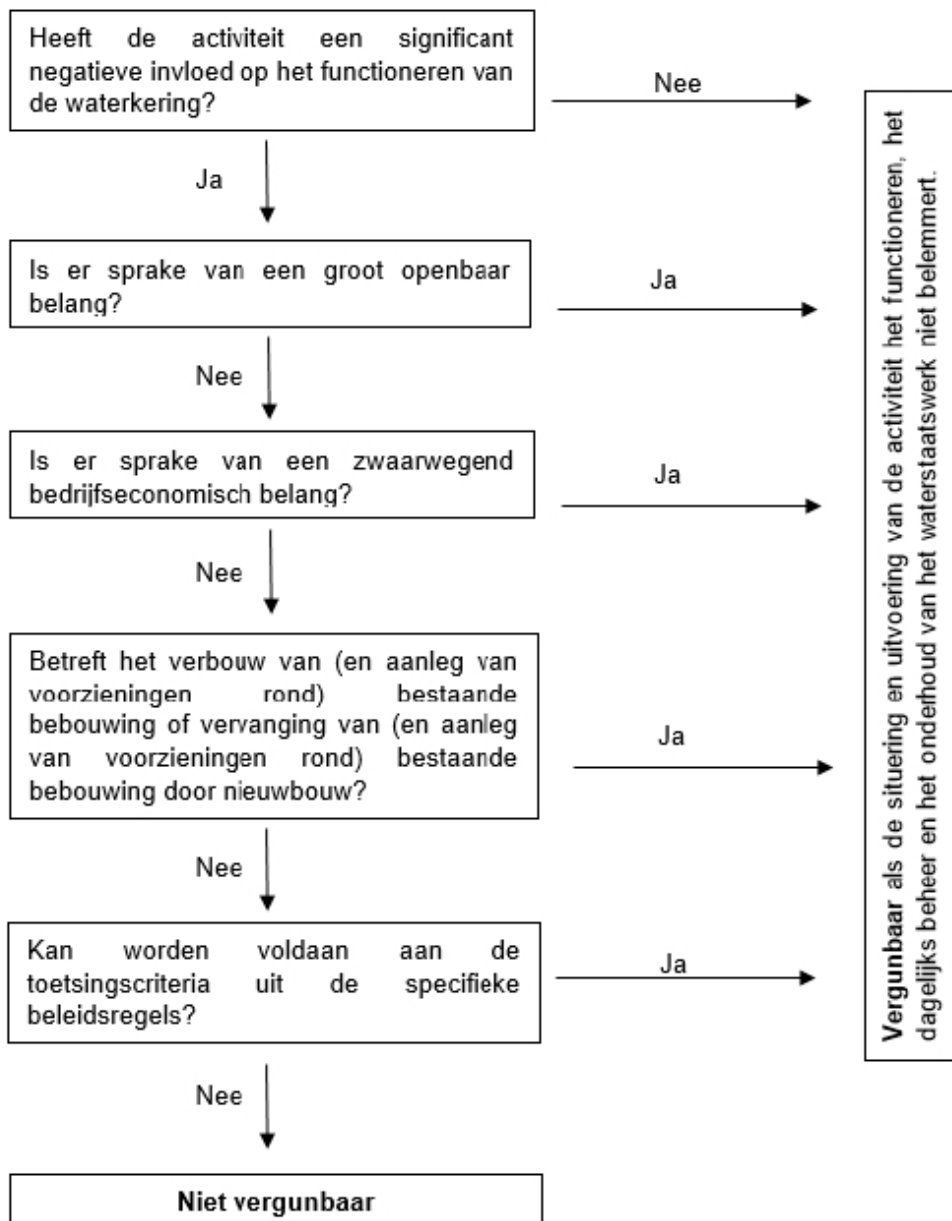 Heeft de activiteit een significant
negatieve invloed op het functioneren van
de waterkering?
Nee
Ja
Is er sprake van een groot openbaar
belang?
Ja
Nee
Is er sprake van een zwaarwegend
bedrijfseconomisch belang?
Ja
Nee
Betreft het verbouw van (en aanleg van
voorzieningen rond) bestaande
bebouwing of vervanging van (en aanleg
van voorzieningen rond) bestaande
bebouwing door nieuwbouw?
Ja
Nee
Kan worden voldaan aan de
toetsingscriteria uit de specifieke
beleidsregels?
Ja
Nee
Niet vergunbaar
Vergunbaar als de situering en uitvoering van de activiteit het functioneren, het
dagelijks beheer en het onderhoud van het waterstaatswerk niet belemmert.